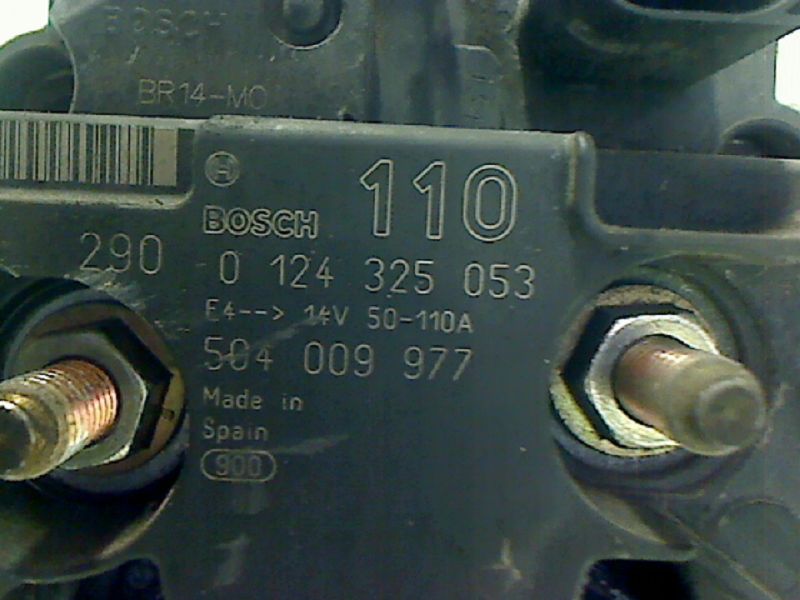 BOSCH
BR14-MO
BOSCH
110
290
0 124 325 053
E4--> 14V 50-110A
504 009 977
Made in
Spain
900